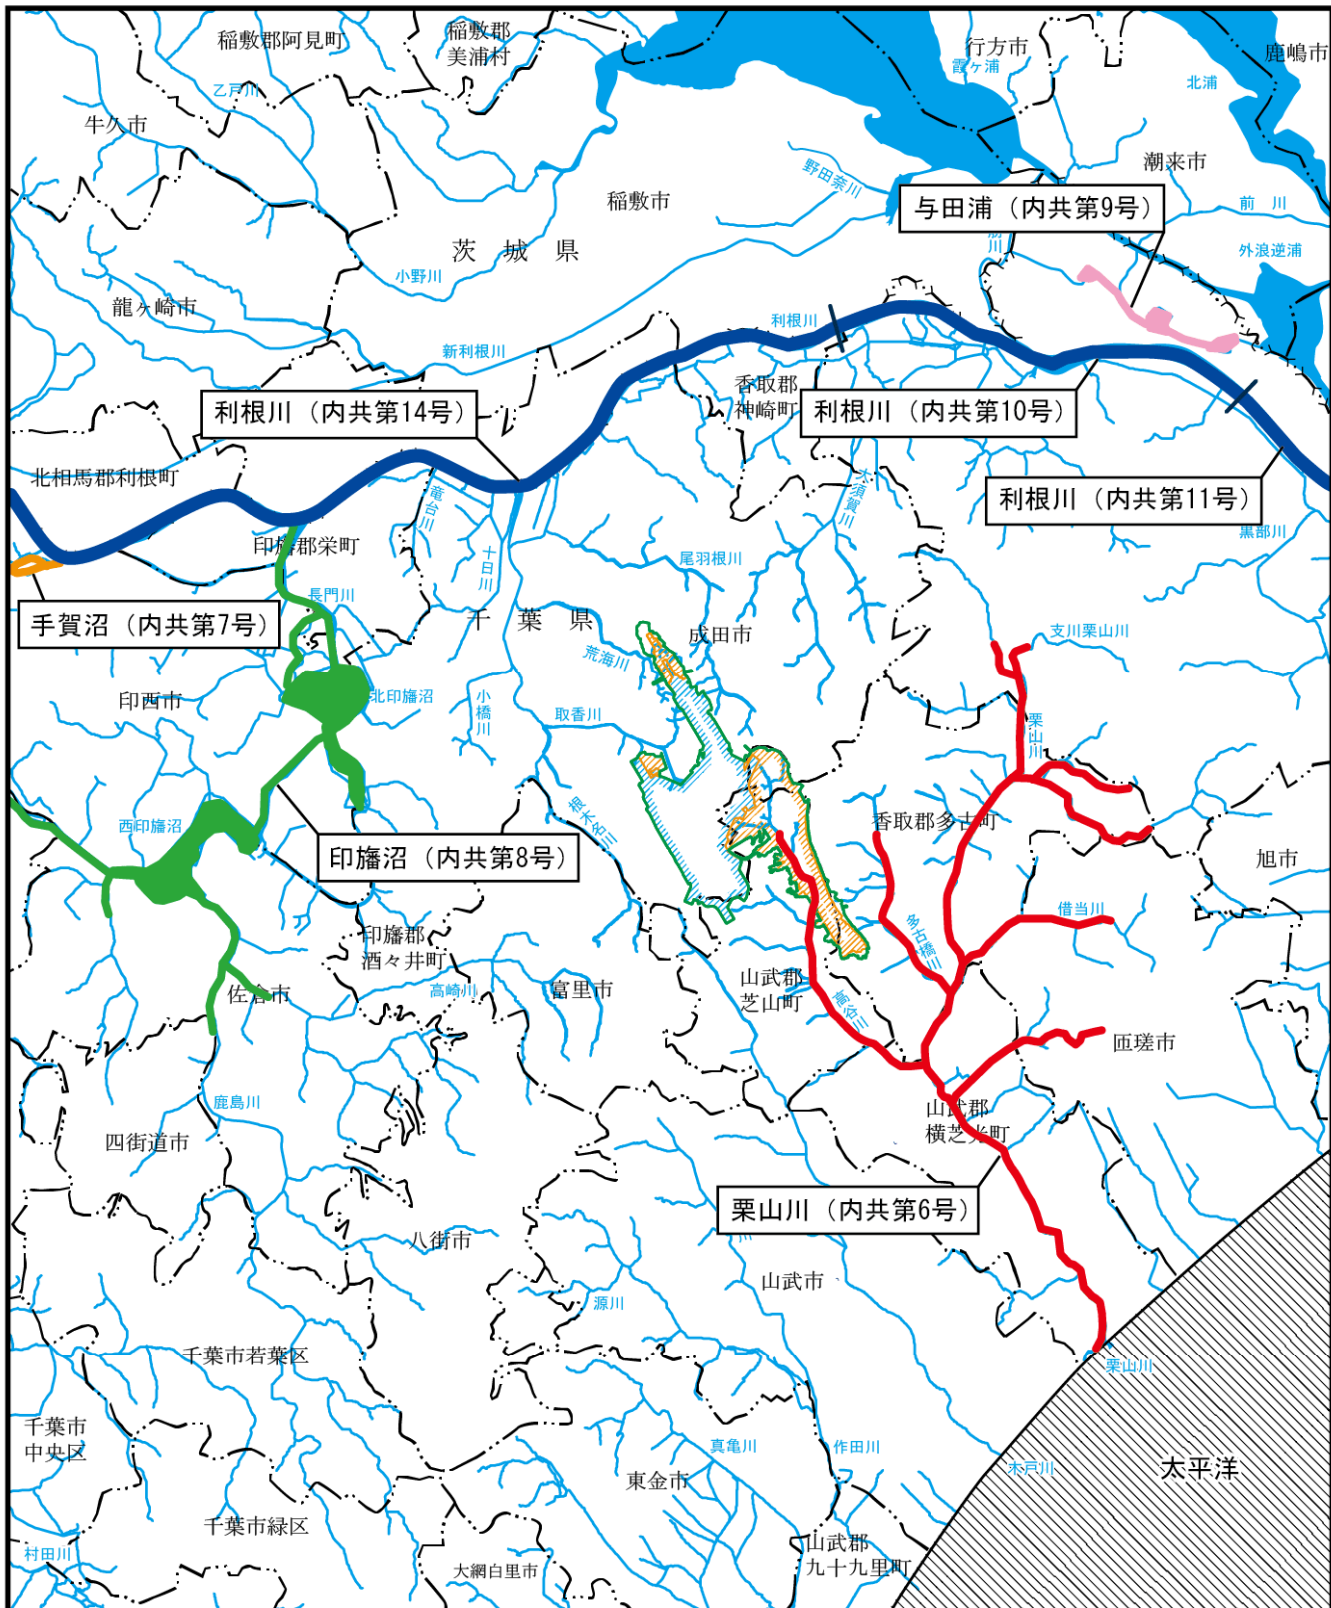 稲敷郡阿見町
稲敷郡
美浦村
行方市
霞ヶ浦
鹿嶋市
北浦
乙戸川
牛久市
潮来市
野田奈川
稲敷市
与田浦（内共第9号）
前　川
外浪逆浦
茨　城　県
小野川
龍ヶ崎市
利根川
新利根川
香取郡
神崎町
利根川（内共第14号）
利根川（内共第10号）
北相馬郡利根町
竜台川
大須賀川
利根川（内共第11号）
黒部川
印旛郡栄町
十日川
尾羽根川
長門川
手賀沼（内共第7号）
千　葉　県
成田市
支川栗山川
荒海川
印西市
北印旛沼
小橋川
取香川
栗山川
西印旛沼
根木名川
香取郡多古町
印旛沼（内共第8号）
旭市
借当川
多古橋川
印旛郡
酒々井町
山武郡
芝山町
佐倉市
高崎川
富里市
高谷川
匝瑳市
鹿島川
山武郡
横芝光町
四街道市
栗山川（内共第6号）
川
八街市
山武市
源川
千葉市若葉区
栗山川
千葉市
中央区
真亀川
作田川
木戸川
太平洋
東金市
千葉市緑区
山武郡
九十九里町
村田川
大網白里市